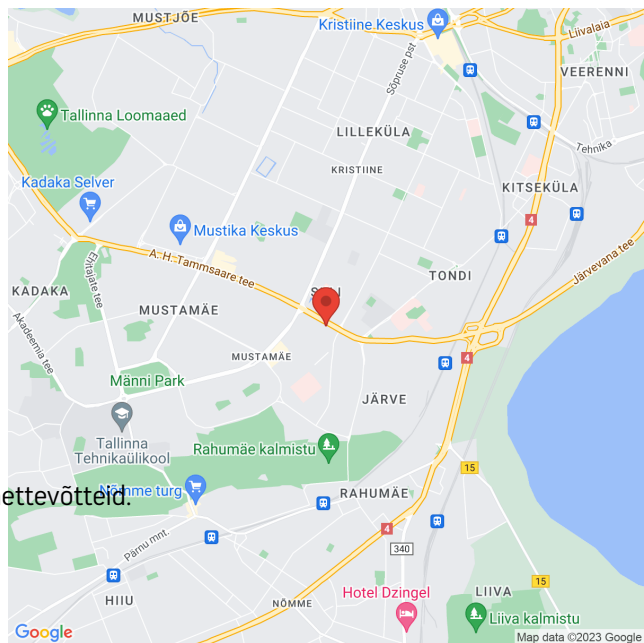 MUSTJÕE
Kristiine Keskus
Liivalaia
Sõpruse pst
VEERENNI
Tallinna Loomaaed
LILLEKÜLA
Tehnika
KRISTIINE
Kadaka Selver
KITSEKÜLA
4
Mustika Keskus
A. H. Tammsaare tee
Järvevana tee
Ehitajate tee
TONDI
KADAKA
MUSTAMÄE
Akadeemia tee
MUSTAMÄE
4
Männi Park
JÄRVE
Tallinna
Tehnikaülikool
Rahumäe kalmistu
15
ettevõtteid.
Nõmme turg
RAHUMÄE
4
Pärnu mnt.
340
15
Hotel Dzingel
LIIVA
HIIU
NÕMME
Liiva kalmistu
Google
Map data ©2023 Google